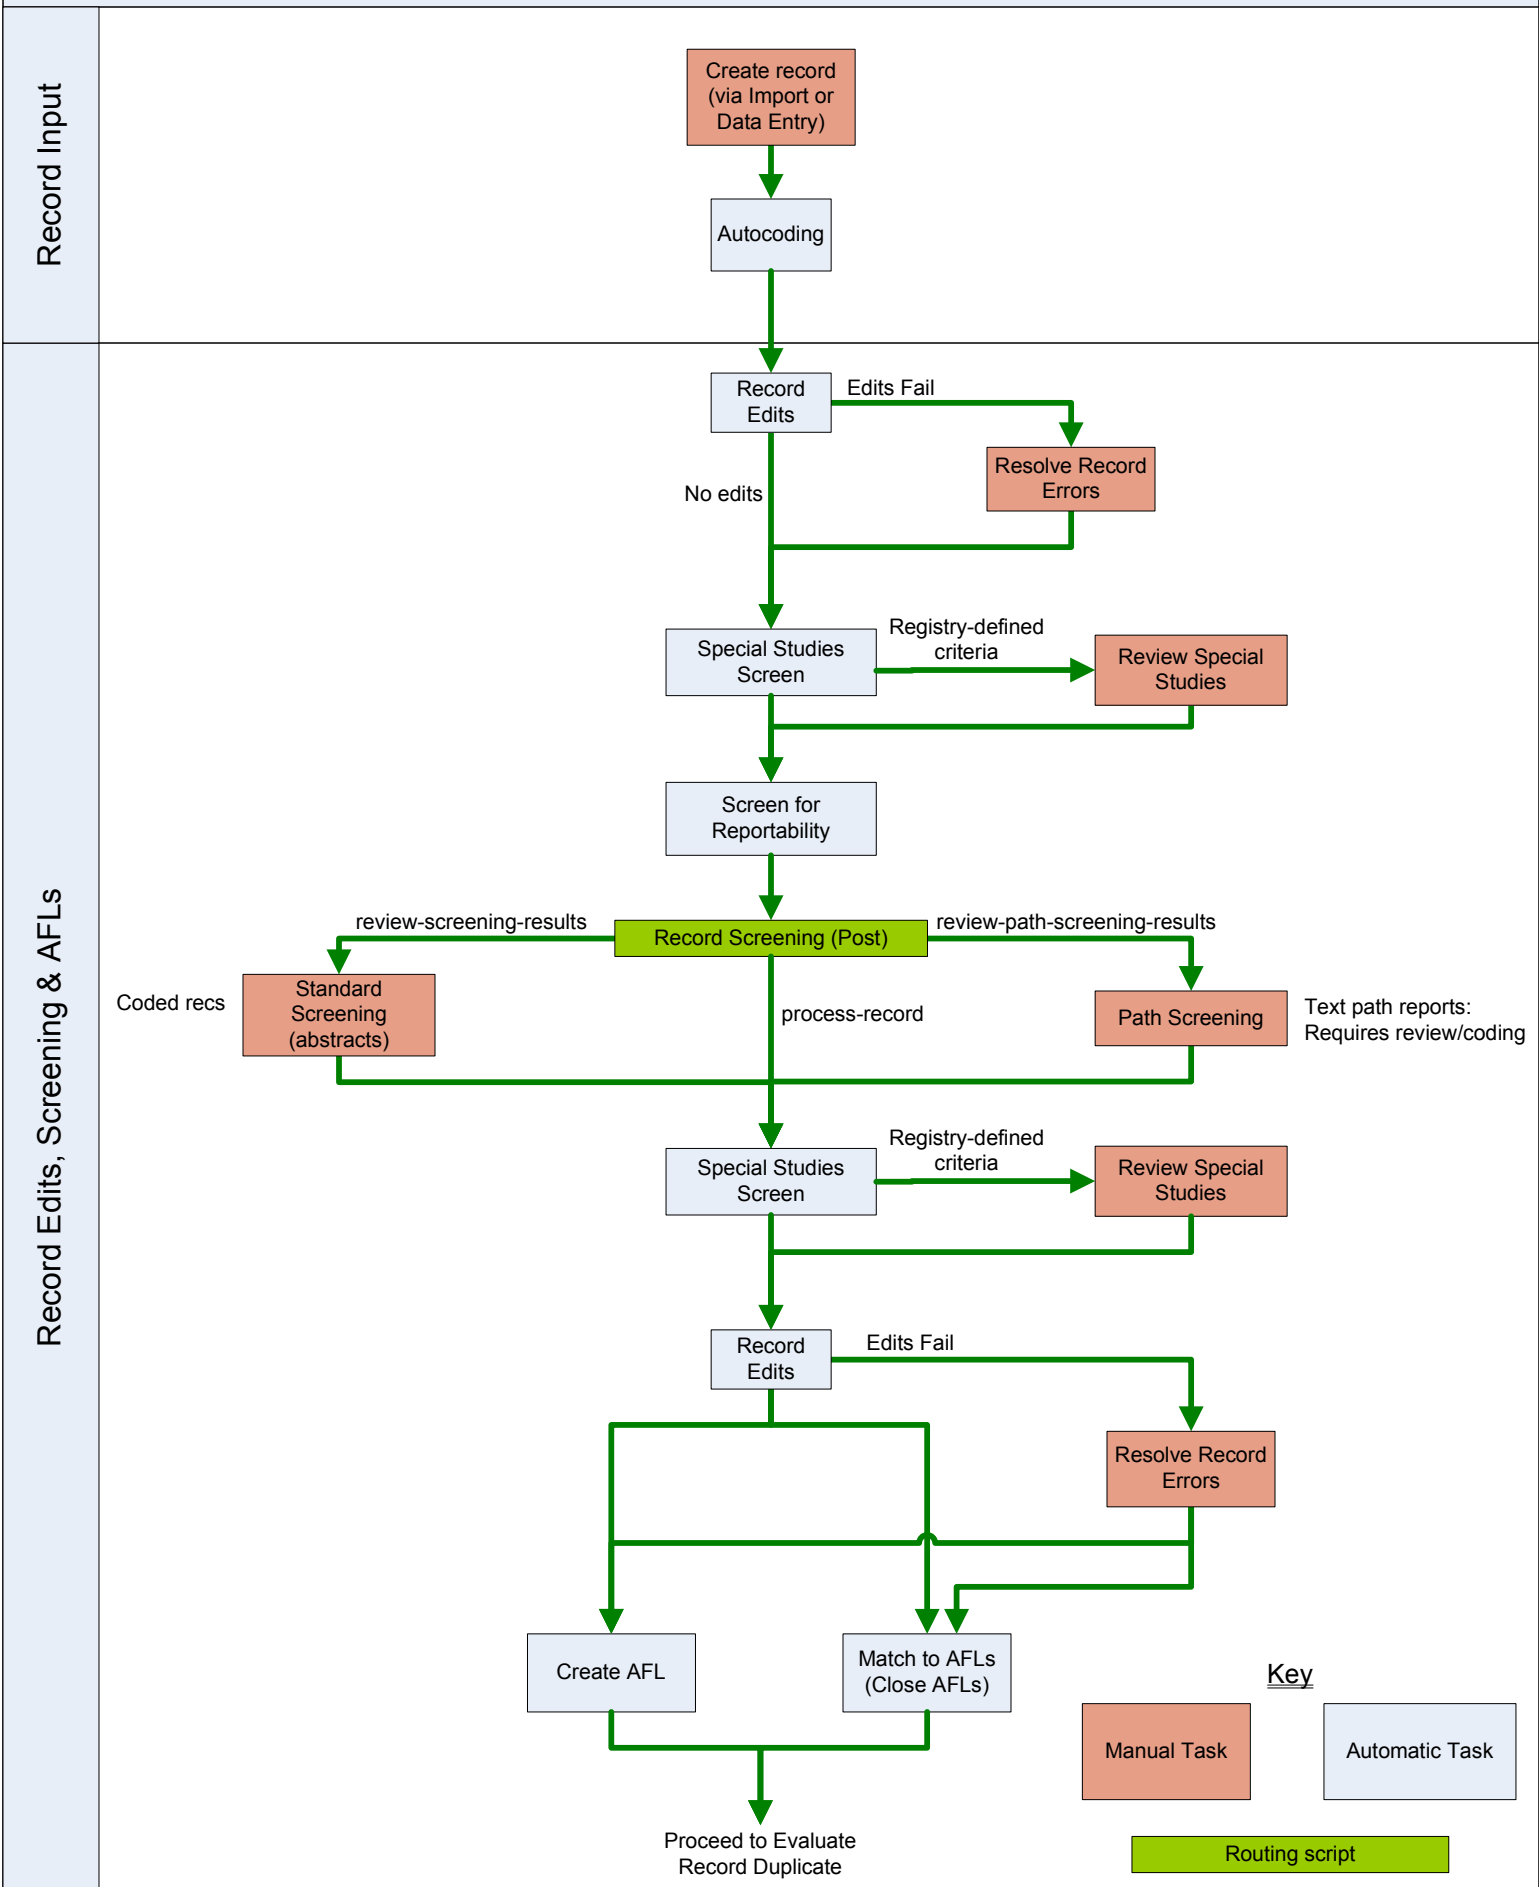 Record Input
Create record
(via Import or
Data Entry)
Autocoding
Record Edits, Screening & AFLs
Record
Edits
Edits Fail
Resolve Record
Errors
No edits
Special Studies
Screen
Registry-defined
criteria
Review Special
Studies
Screen for
Reportability
review-screening-results
Record Screening (Post)
review-path-screening-results
Coded recs
Standard
Screening
(abstracts)
process-record
Path Screening
Text path reports:
Requires review/coding
Special Studies
Screen
Registry-defined
criteria
Review Special
Studies
Record
Edits
Edits Fail
Resolve Record
Errors
Create AFL
Match to AFLs
(Close AFLs)
Key
Manual Task
Automatic Task
Routing script
Proceed to Evaluate
Record Duplicate